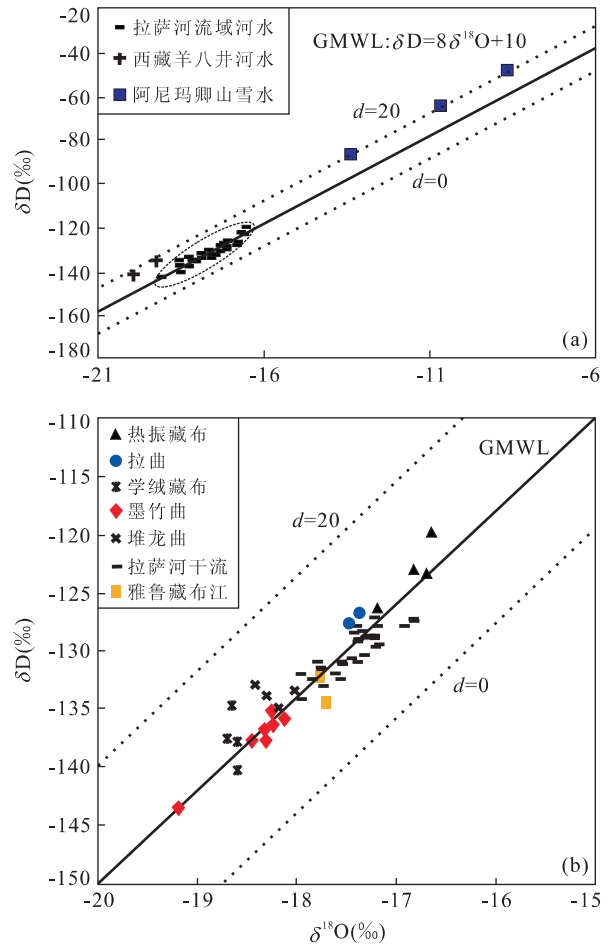 拉萨河流域河水
西藏羊八井河水
阿尼玛卿山雪水
GMWL:δD=8δ¹⁸O+10
d=20
d=0
-20
-40
-60
-80
-100
-120
-140
-160
-180
δD(‰)
-21
-16
-11
-6
(a)
热振藏布
拉曲
学绒藏布
墨竹曲
堆龙曲
拉萨河干流
雅鲁藏布江
GMWL
d=20
d=0
-110
-115
-120
-125
-130
-135
-140
-145
-150
δD(‰)
(b)
-20
-19
-18
-17
-16
-15
δ¹⁸O(‰)